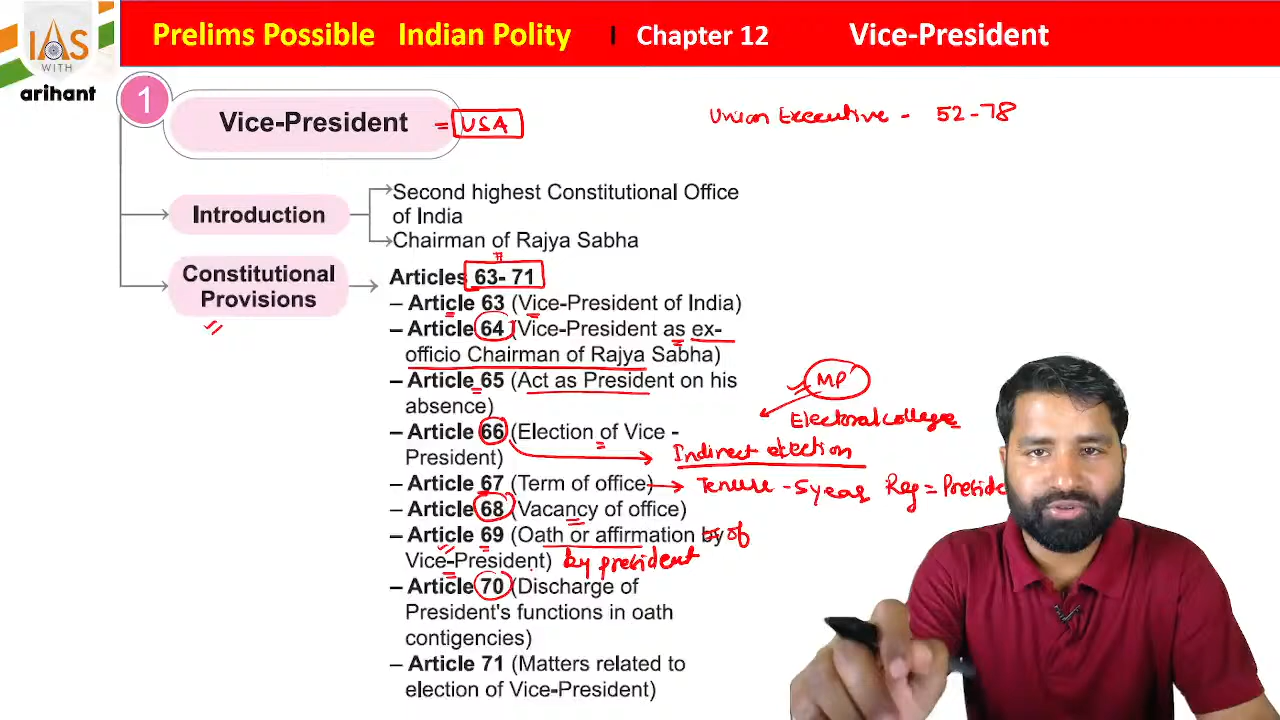 IAS
WITH
arihant
Prelims Possible Indian Polity | Chapter 12 Vice-President
1
Vice-President = USA
Union Executive - 52-78
Introduction
Second highest Constitutional Office
of India
Chairman of Rajya Sabha
Constitutional
Provisions
Articles 63- 71
– Article 63 (Vice-President of India)
– Article 64 (Vice-President as ex-
officio Chairman of Rajya Sabha)
– Article 65 (Act as President on his
absence)
MP
Electoral college
– Article 66 (Election of Vice -
President)
Indirect election
– Article 67 (Term of office) Tenure - 5 year Reg = Preside
– Article 68 (Vacancy of office)
– Article 69 (Oath or affirmation by of
Vice-President) by president
– Article 70 (Discharge of
President's functions in oath
contigencies)
– Article 71 (Matters related to
election of Vice-President)